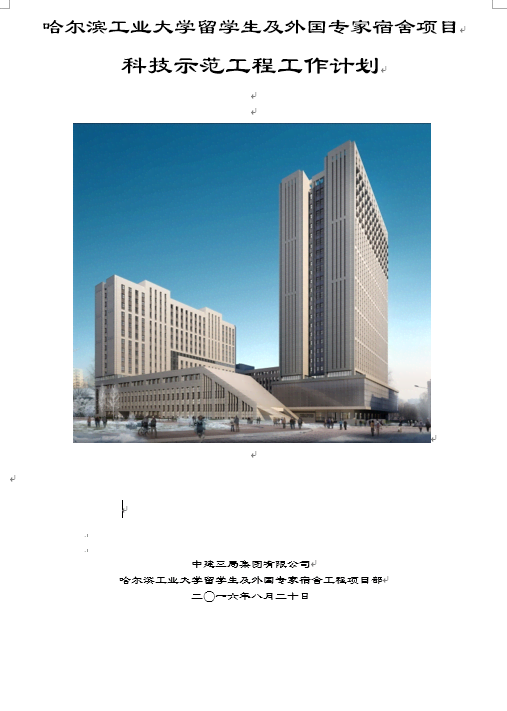 哈尔滨工业大学留学生及外国专家宿舍项目
科技示范工程工作计划
中建三局集团有限公司
哈尔滨工业大学留学生及外国专家宿舍工程项目部
二〇一六年八月二十日